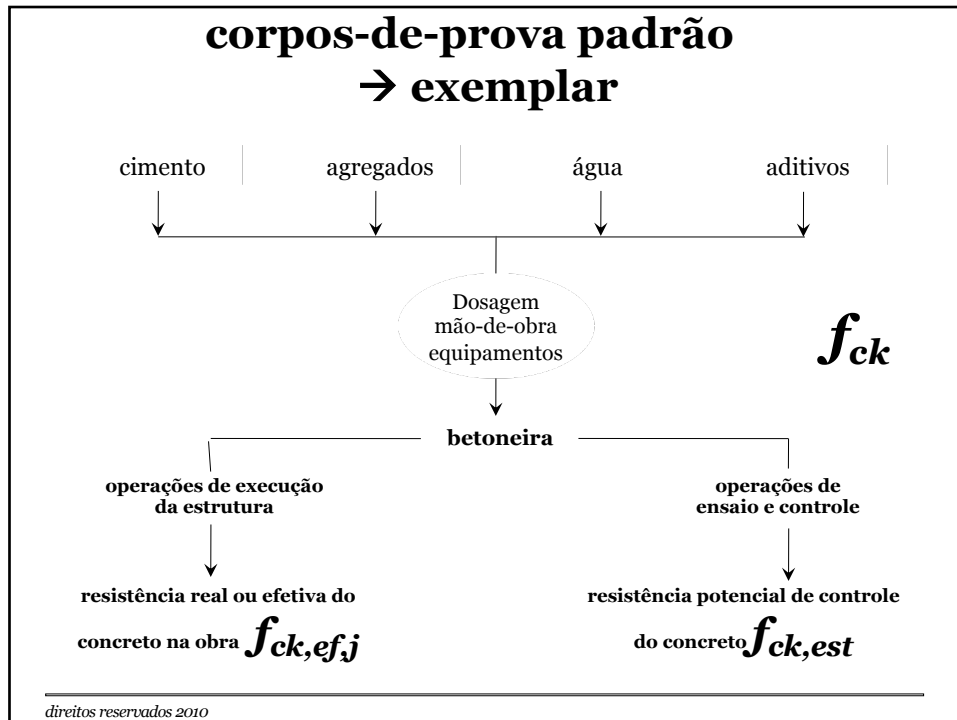 corpos-de-prova padrão
→ exemplar
cimento agregados água aditivos
Dosagem
mão-de-obra
equipamentos
fck
betoneira
operações de execução
da estrutura
operações de
ensaio e controle
resistência real ou efetiva do
concreto na obra fck,ef,j
resistência potencial de controle
do concreto fck,est
direitos reservados 2010